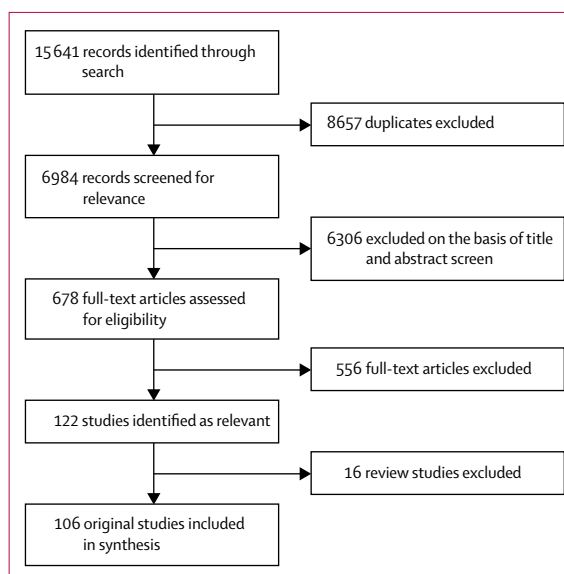 15 641 records identified through
search
8657 duplicates excluded
6984 records screened for
relevance
6306 excluded on the basis of title
and abstract screen
678 full-text articles assessed
for eligibility
556 full-text articles excluded
122 studies identified as relevant
16 review studies excluded
106 original studies included
in synthesis